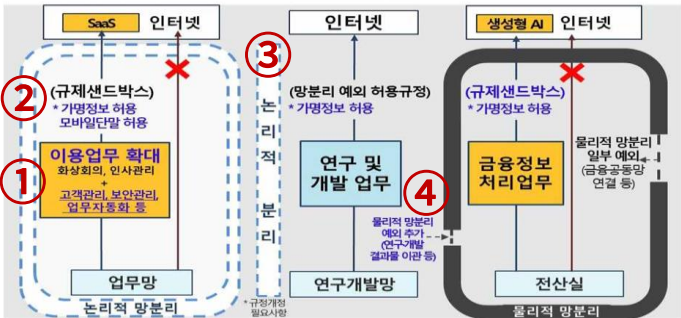 SaaS
인터넷
①
②
(규제샌드박스)
* 가명정보 허용
모바일단말 허용
이용업무 확대
화상회의, 인사관리
+
고객관리, 보안관리,
업무자동화 등
업무망
논리적 망분리
③
논리적 분리
* 규정개정
필요사항
인터넷
(망분리 예외 허용규정)
* 가명정보 허용
연구 및
개발 업무
연구개발망
④
물리적 망분리
예외 추가
(연구·개발
결과물 이관 등)
생성형 AI
인터넷
(규제샌드박스)
* 가명정보 허용
금융정보
처리업무
전산실
물리적 망분리
물리적 망분리
일부 예외
(금융공동망
연결 등)